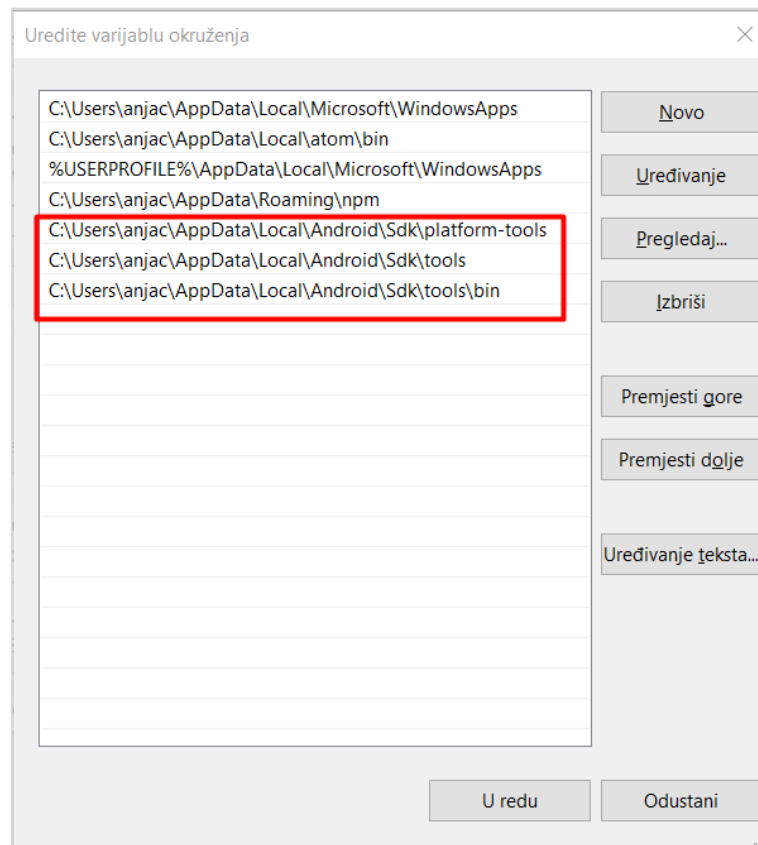 Uredite varijablu okruženja
C:\Users\anjac\AppData\Local\Microsoft\WindowsApps
C:\Users\anjac\AppData\Local\atom\bin
%USERPROFILE%\AppData\Local\Microsoft\WindowsApps
C:\Users\anjac\AppData\Roaming\npm
C:\Users\anjac\AppData\Local\Android\Sdk\platform-tools
C:\Users\anjac\AppData\Local\Android\Sdk\tools
C:\Users\anjac\AppData\Local\Android\Sdk\tools\bin
Novo
Uređivanje
Pregledaj...
Izbriši
Premjesti gore
Premjesti dolje
Uređivanje teksta...
U redu
Odustani